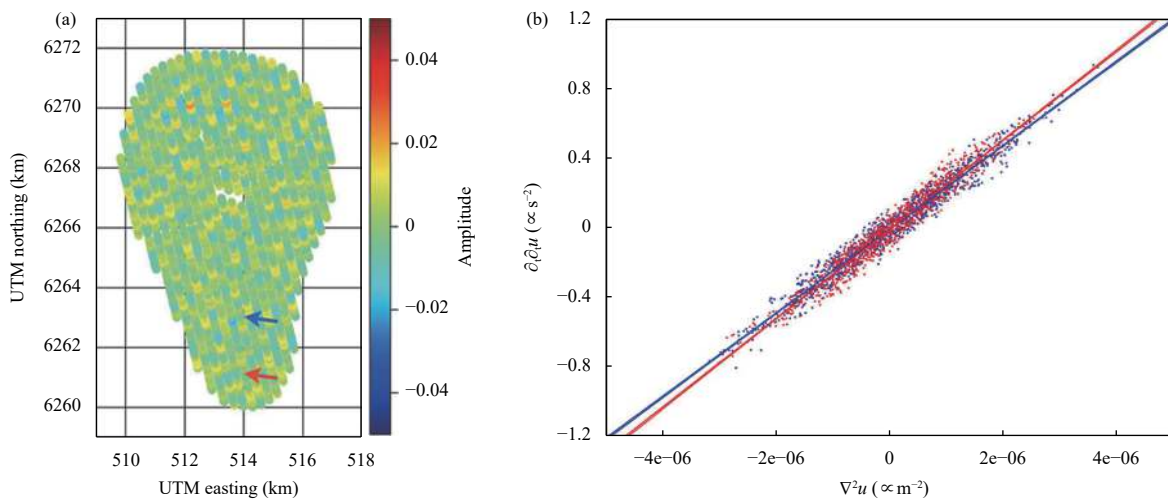 (a)
6272
6270
6268
6266
6264
6262
6260
UTM northing (km)
510 512 514 516 518
UTM easting (km)
0.04
0.02
0
−0.02
−0.04
Amplitude
(b)
1.2
0.8
0.4
0
−0.4
−0.8
−1.2
∂ₜ∂ₜu (∝ s⁻²)
−4e−06 −2e−06 0 2e−06 4e−06
∇²u (∝ m⁻²)